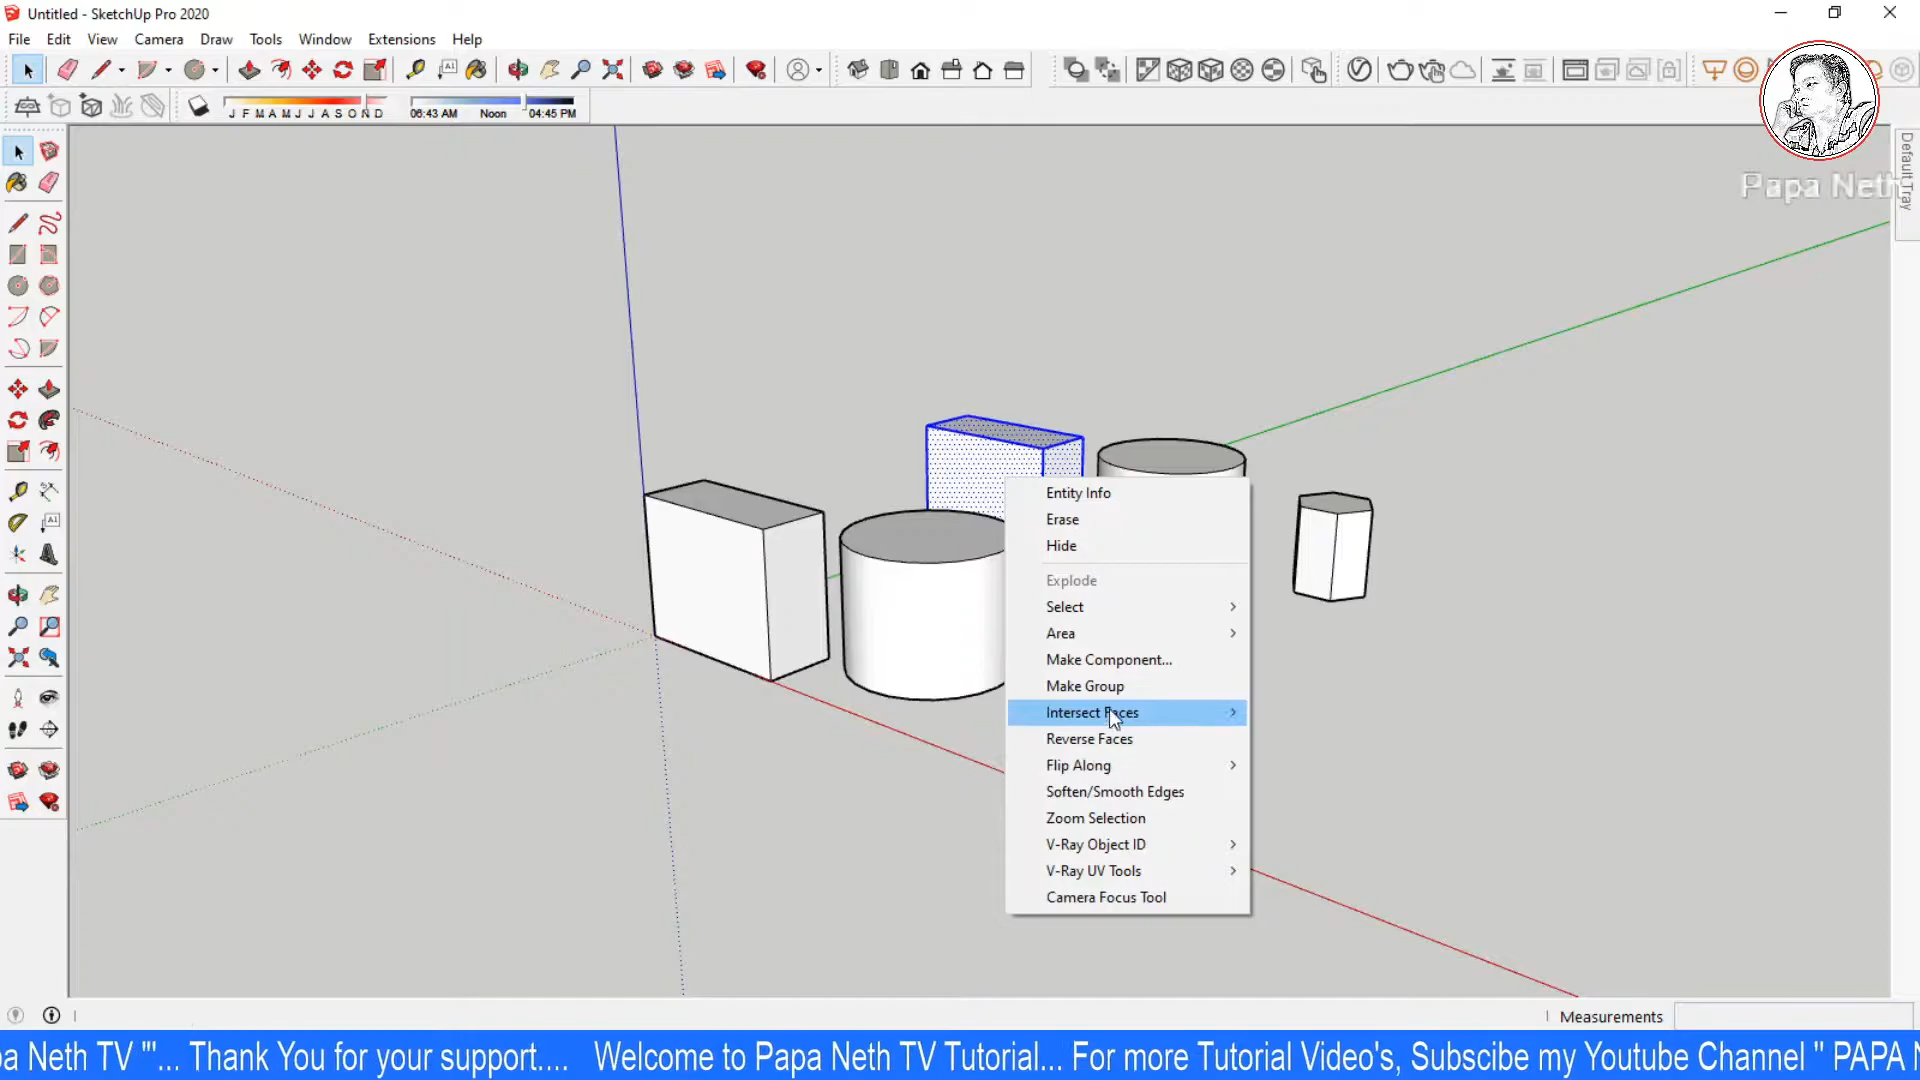 Untitled - SketchUp Pro 2020
File Edit View Camera Draw Tools Window Extensions Help
J F M A M J J A S O N D 06:43 AM Noon 04:45 PM
Papa Neth
Default Tray
Entity Info
Erase
Hide
Explode
Select
Area
Make Component...
Make Group
Intersect Faces
Reverse Faces
Flip Along
Soften/Smooth Edges
Zoom Selection
V-Ray Object ID
V-Ray UV Tools
Camera Focus Tool
Measurements
pa Neth TV "'... Thank You for your support.... Welcome to Papa Neth TV Tutorial... For more Tutorial Video's, Subscibe my Youtube Channel " PAPA N